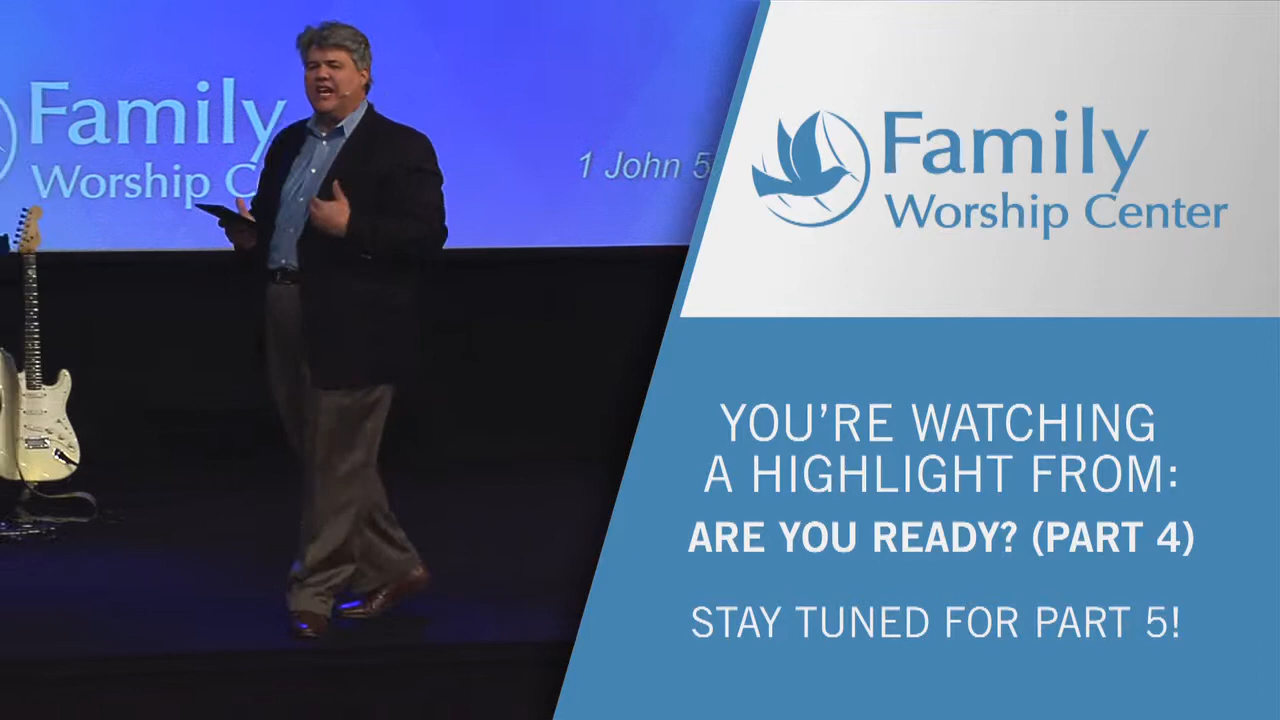 Family
Worship C
1 John 5
Family
Worship Center
YOU'RE WATCHING
A HIGHLIGHT FROM:
ARE YOU READY? (PART 4)
STAY TUNED FOR PART 5!